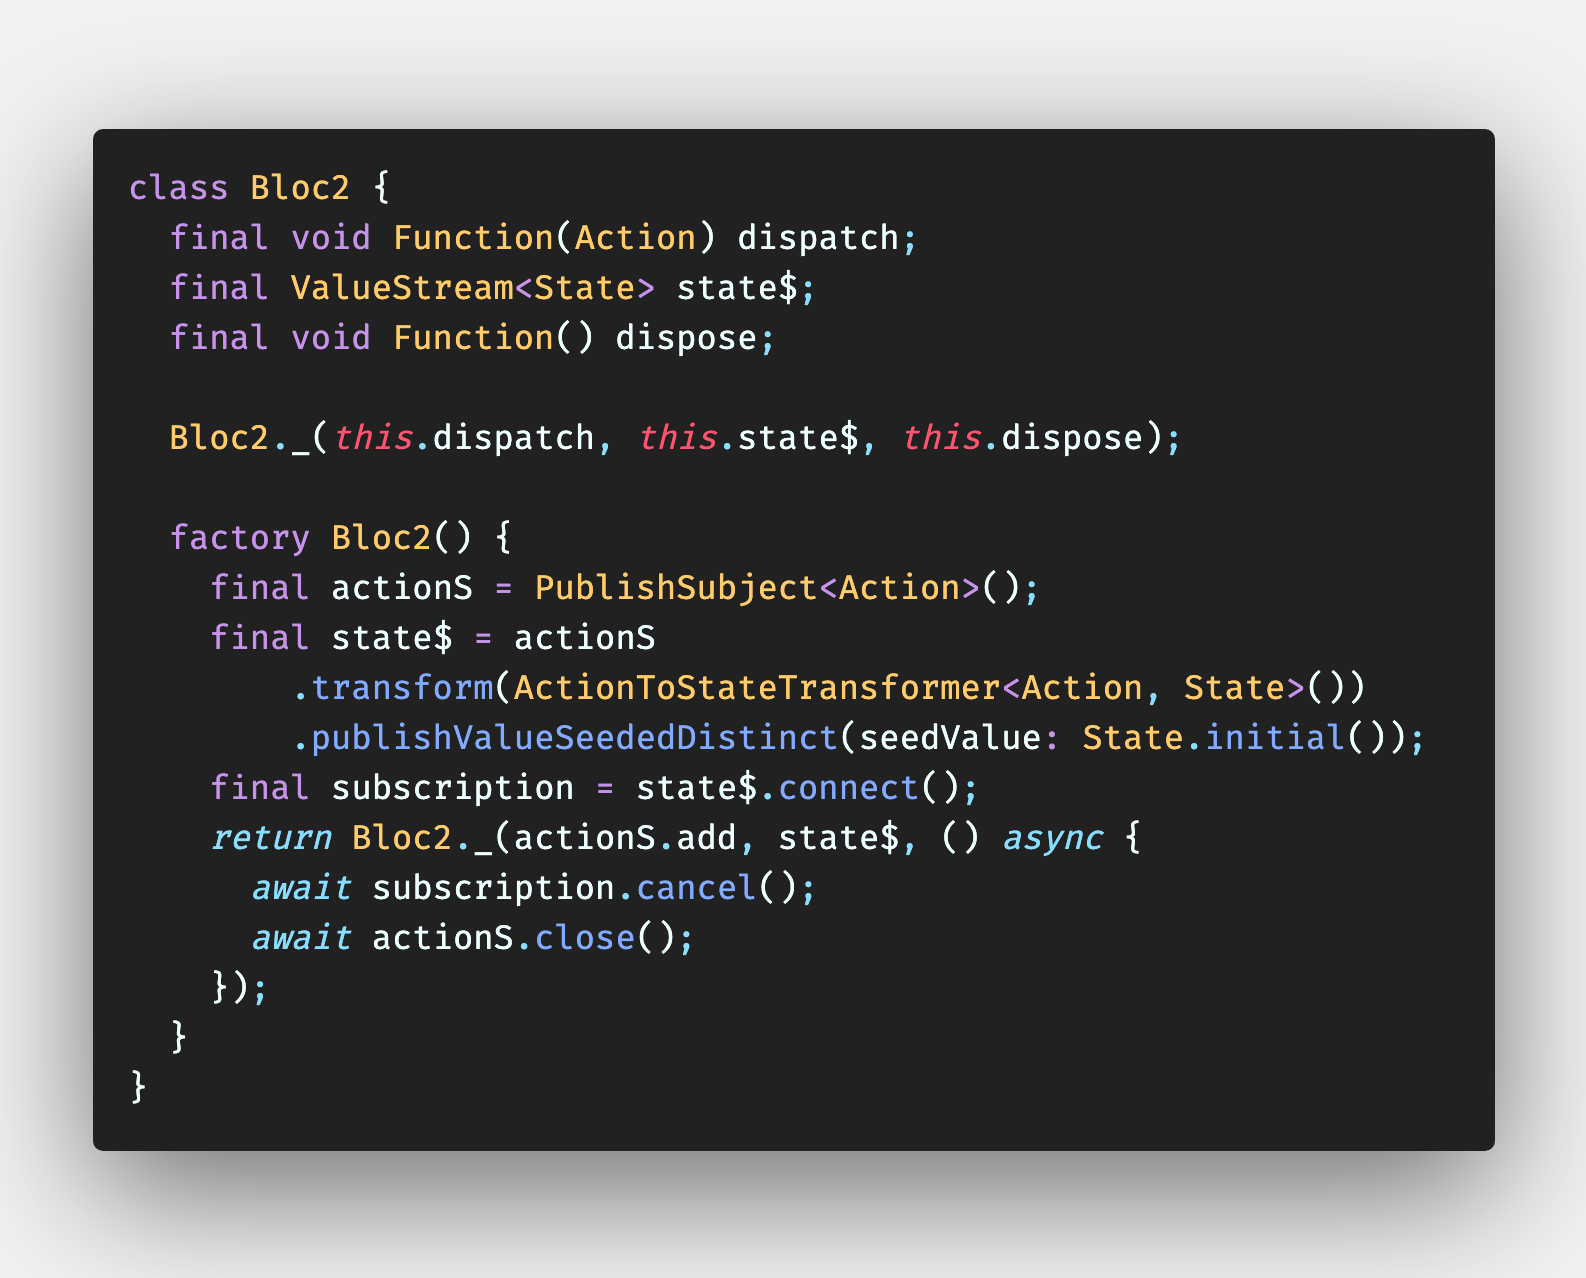 class Bloc2 {
  final void Function(Action) dispatch;
  final ValueStream<State> state$;
  final void Function() dispose;

  Bloc2._(this.dispatch, this.state$, this.dispose);

  factory Bloc2() {
    final actionS = PublishSubject<Action>();
    final state$ = actionS
        .transform(ActionToStateTransformer<Action, State>())
        .publishValueSeededDistinct(seedValue: State.initial());
    final subscription = state$.connect();
    return Bloc2._(actionS.add, state$, () async {
      await subscription.cancel();
      await actionS.close();
    });
  }
}